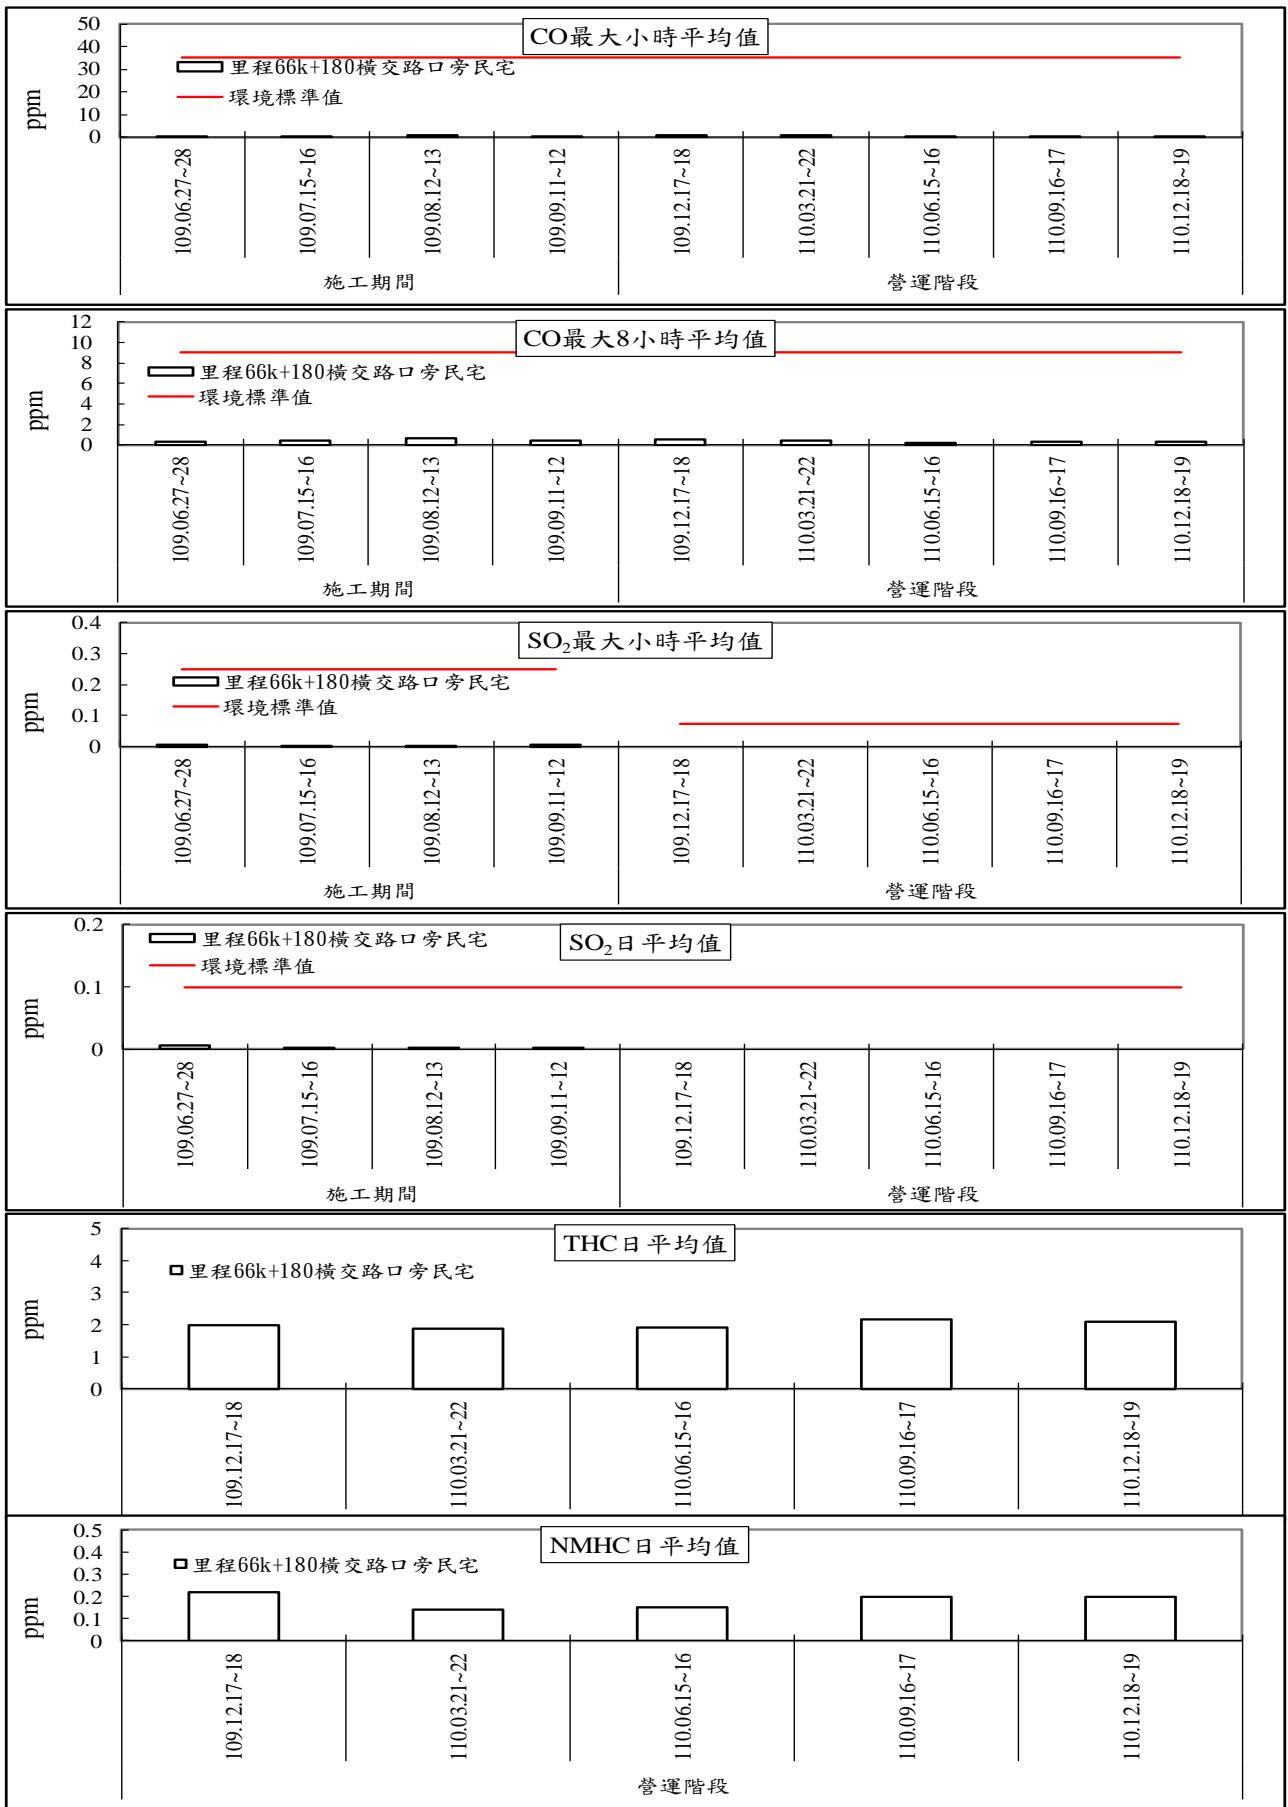 CO最大小時平均值
50
40
30
20
10
0
ppm
里程66k+180橫交路口旁民宅
環境標準值
109.06.27~28
109.07.15~16
109.08.12~13
109.09.11~12
109.12.17~18
110.03.21~22
110.06.15~16
110.09.16~17
110.12.18~19
施工期間
營運階段
CO最大8小時平均值
12
10
8
6
4
2
0
ppm
里程66k+180橫交路口旁民宅
環境標準值
109.06.27~28
109.07.15~16
109.08.12~13
109.09.11~12
109.12.17~18
110.03.21~22
110.06.15~16
110.09.16~17
110.12.18~19
施工期間
營運階段
SO₂最大小時平均值
0.4
0.3
0.2
0.1
0
ppm
里程66k+180橫交路口旁民宅
環境標準值
109.06.27~28
109.07.15~16
109.08.12~13
109.09.11~12
109.12.17~18
110.03.21~22
110.06.15~16
110.09.16~17
110.12.18~19
施工期間
營運階段
SO₂日平均值
0.2
0.1
0
ppm
里程66k+180橫交路口旁民宅
環境標準值
109.06.27~28
109.07.15~16
109.08.12~13
109.09.11~12
109.12.17~18
110.03.21~22
110.06.15~16
110.09.16~17
110.12.18~19
施工期間
營運階段
THC日平均值
5
4
3
2
1
0
ppm
里程66k+180橫交路口旁民宅
109.12.17~18
110.03.21~22
110.06.15~16
110.09.16~17
110.12.18~19
NMHC日平均值
0.5
0.4
0.3
0.2
0.1
0
ppm
里程66k+180橫交路口旁民宅
109.12.17~18
110.03.21~22
110.06.15~16
110.09.16~17
110.12.18~19
營運階段